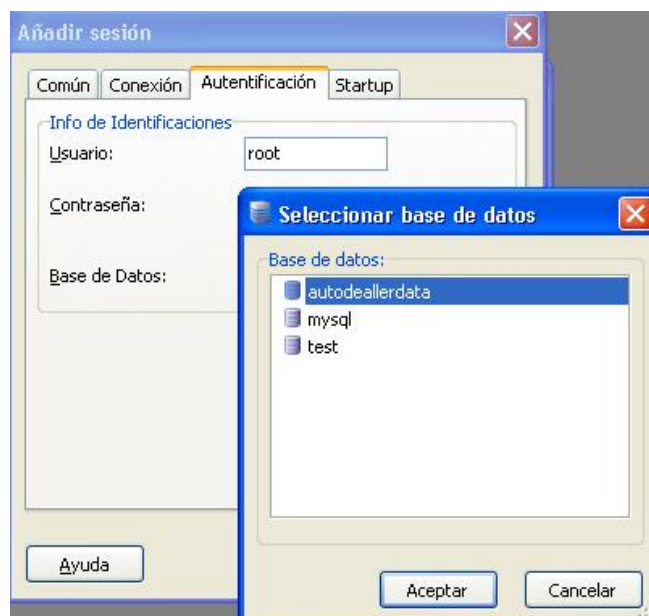 Añadir sesión
Común Conexión Autentificación Startup
Info de Identificaciones
Usuario: root
Contraseña:
Base de Datos:
Ayuda
Seleccionar base de datos
Base de datos:
autodeallerdata
mysql
test
Aceptar Cancelar